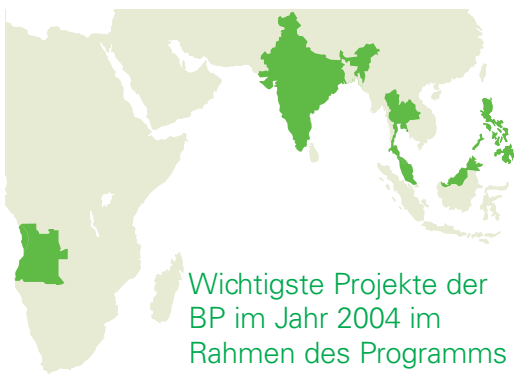 Wichtigste Projekte der
BP im Jahr 2004 im
Rahmen des Programms